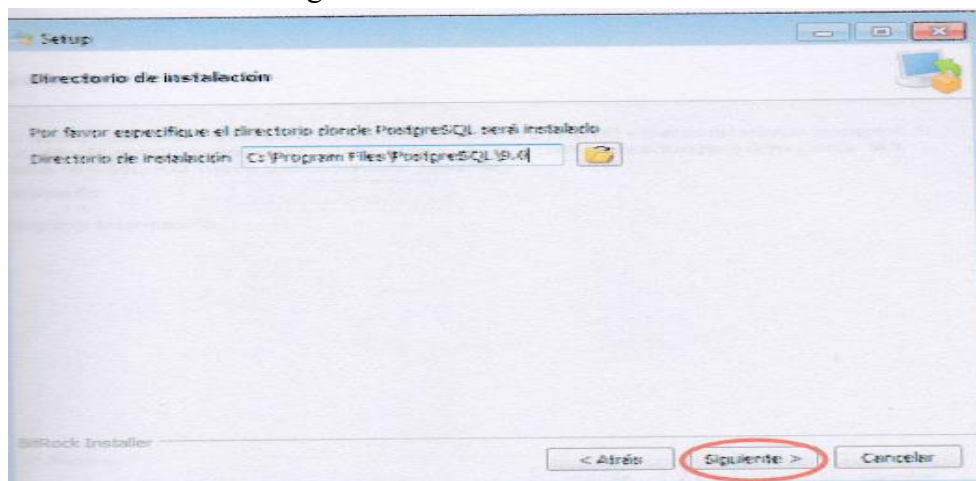 Setup
Directorio de instalación
Por favor especifique el directorio donde PostgreSQL será instalado
Directorio de instalación C:\Program Files\PostgreSQL\9.0
BitRock Installer
< Atrás Siguiente > Cancelar